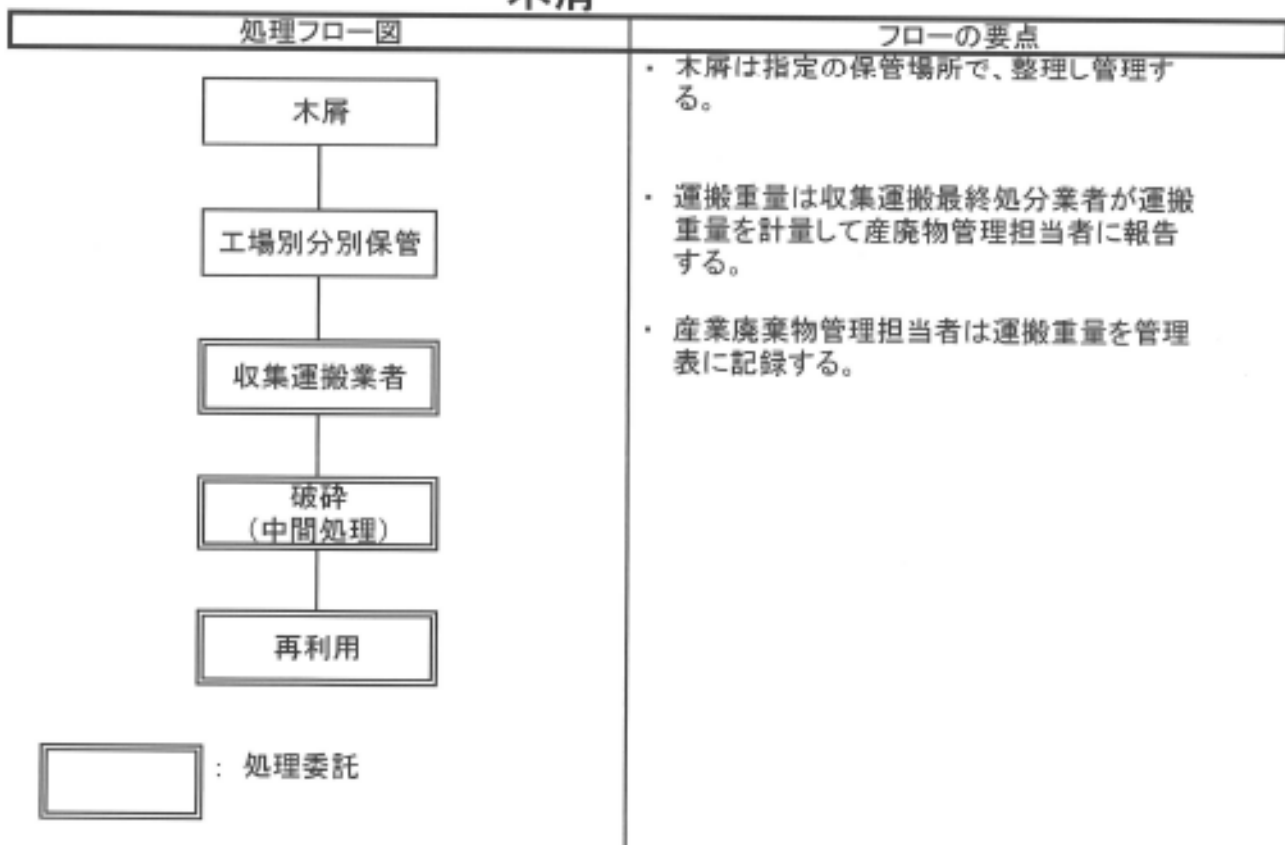 木屑
処理フロー図
フローの要点
木屑
工場別分別保管
収集運搬業者
破砕
(中間処理)
再利用
: 処理委託
・ 木屑は指定の保管場所で、整理し管理す
る。
・ 運搬重量は収集運搬最終処分業者が運搬
重量を計量して産廃物管理担当者に報告
する。
・ 産業廃棄物管理担当者は運搬重量を管理
表に記録する。